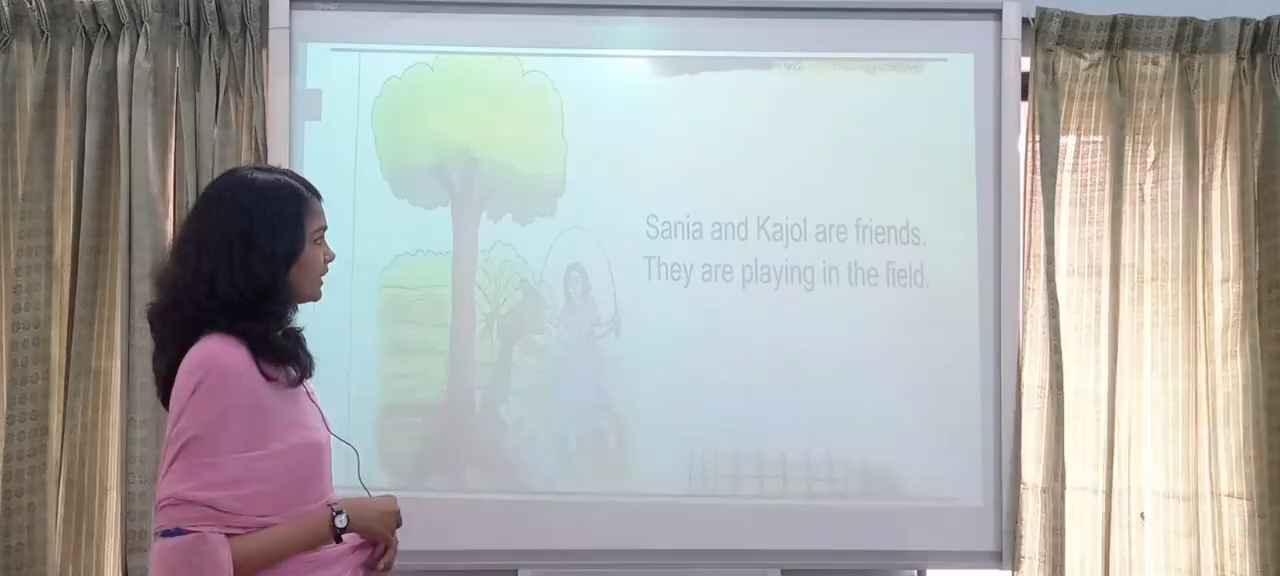 Sania and Kajol are friends.
They are playing in the field.